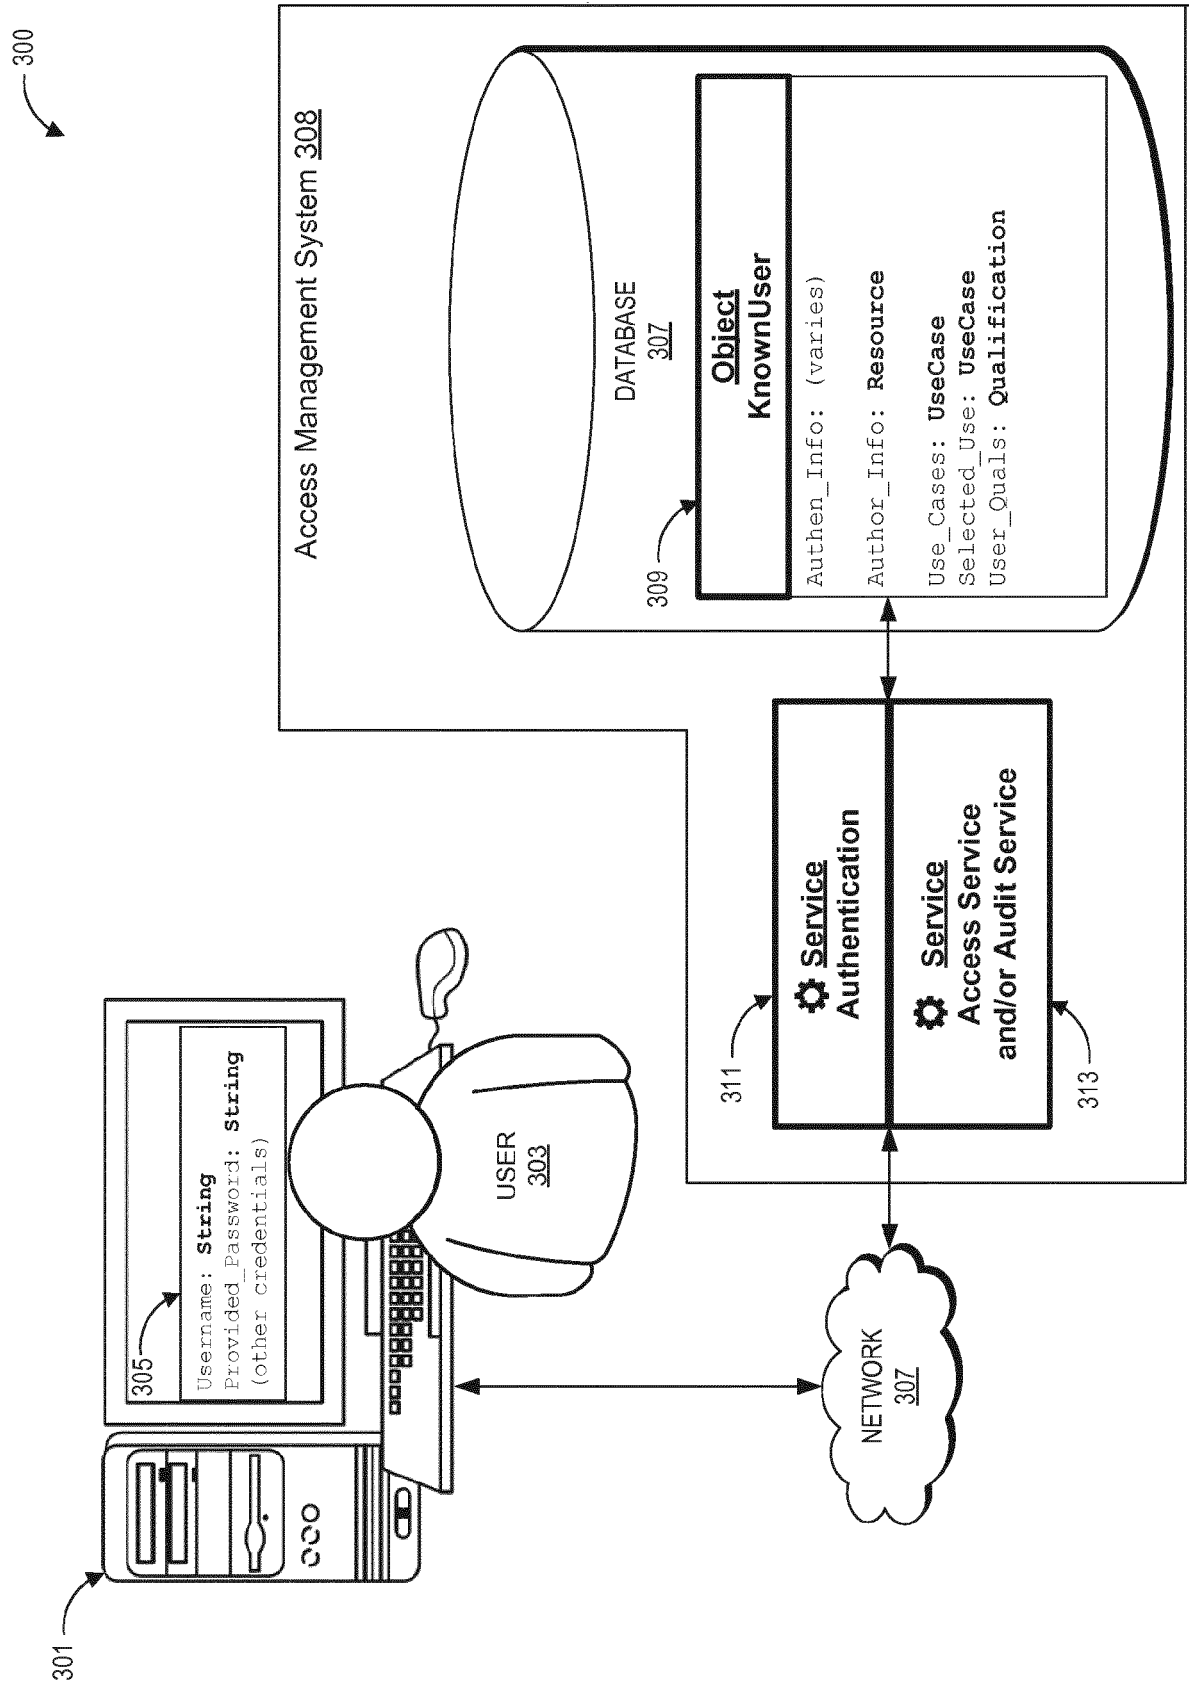 300
301
305
Username: String
Provided_Password: String
(other credentials)
USER
303
NETWORK
307
Access Management System 308
DATABASE
307
309
Object
KnownUser
Authen_Info: (varies)
Author_Info: Resource
Use_Cases: UseCase
Selected_Use: UseCase
User_Quals: Qualification
311
Service
Authentication
Service
Access Service
and/or Audit Service
313